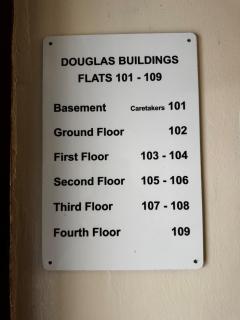 DOUGLAS BUILDINGS
FLATS 101 - 109
Basement Caretakers 101
Ground Floor 102
First Floor 103 - 104
Second Floor 105 - 106
Third Floor 107 - 108
Fourth Floor 109